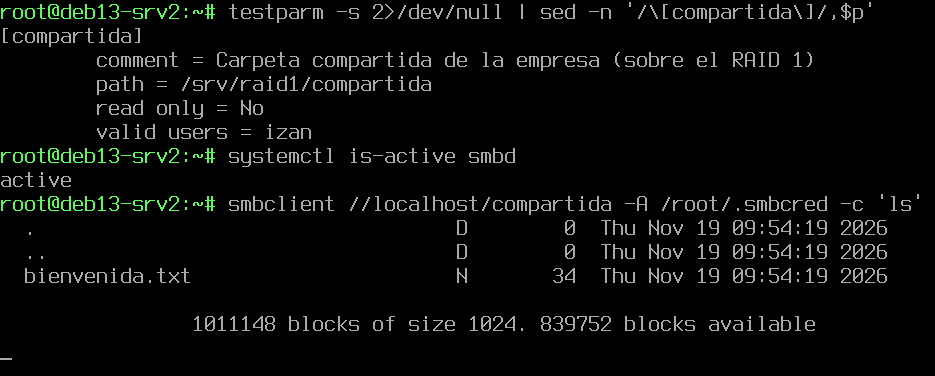 root@deb13-srv2:~# testparm -s 2>/dev/null | sed -n '/\[compartida\]/,$p'
[compartida]
        comment = Carpeta compartida de la empresa (sobre el RAID 1)
        path = /srv/raid1/compartida
        read only = No
        valid users = izan
root@deb13-srv2:~# systemctl is-active smbd
active
root@deb13-srv2:~# smbclient //localhost/compartida -A /root/.smbcred -c 'ls'
  .                                   D        0  Thu Nov 19 09:54:19 2026
  ..                                  D        0  Thu Nov 19 09:54:19 2026
  bienvenida.txt                      N       34  Thu Nov 19 09:54:19 2026

                1011148 blocks of size 1024. 839752 blocks available
_